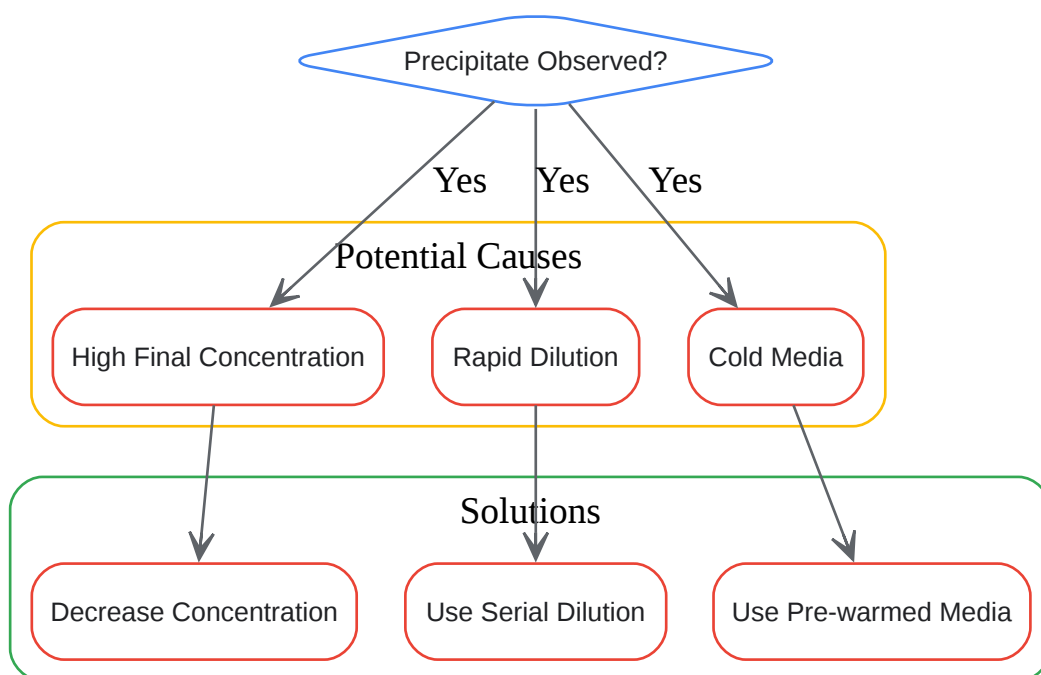 Precipitate Observed?
Yes
Yes
Yes
Potential Causes
High Final Concentration
Rapid Dilution
Cold Media
Solutions
Decrease Concentration
Use Serial Dilution
Use Pre-warmed Media